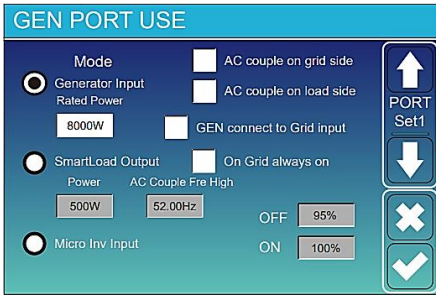 GEN PORT USE
Mode
AC couple on grid side
Generator Input
Rated Power
AC couple on load side
8000W
GEN connect to Grid input
PORT
Set1
SmartLoad Output
On Grid always on
Power
AC Couple Fre High
500W
52.00Hz
OFF
95%
Micro Inv Input
ON
100%